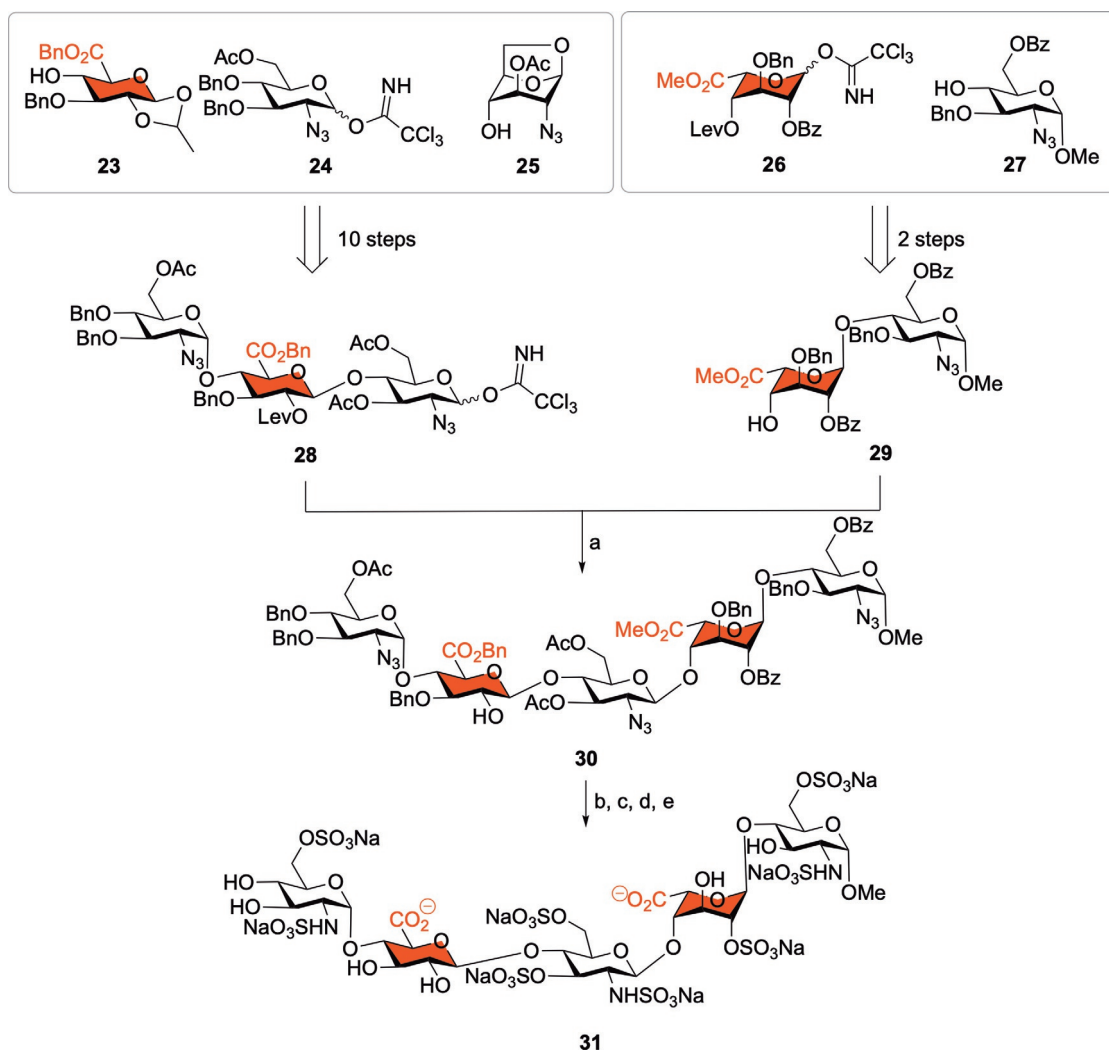 BnO₂C
HO
O
BnO
O
O
23
AcO
BnO
BnO
O
N₃
O
NH
CCl₃
24
O
OAc
O
OH
N₃
25
MeO₂C
OBn
O
O
CCl₃
NH
LevO
OBz
26
OBz
HO
O
BnO
N₃
OMe
27
10 steps
2 steps
OAc
BnO
O
BnO
N₃
O
CO₂Bn
O
BnO
LevO
O
AcO
O
AcO
N₃
O
NH
CCl₃
28
OBz
O
O
BnO
N₃
OMe
OBn
MeO₂C
O
HO
OBz
29
a
OAc
BnO
O
BnO
N₃
O
CO₂Bn
O
BnO
HO
O
AcO
O
AcO
N₃
O
MeO₂C
OBn
O
OBz
O
OBz
O
BnO
N₃
OMe
30
b, c, d, e
OSO₃Na
HO
O
HO
NaO₃SHN
O
CO₂⊖
O
HO
HO
O
NaO₃SO
O
NaO₃SO
NHSO₃Na
O
⊖O₂C
OH
O
OSO₃Na
O
OSO₃Na
O
HO
NaO₃SHN
OMe
31